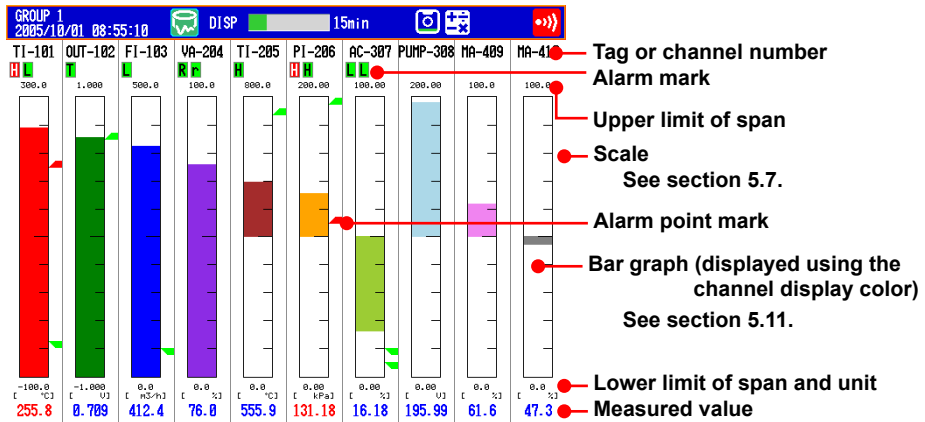 GROUP 1
2005/10/01 08:55:10 DISP 15min
TI-101 OUT-102 FI-103 VA-204 TI-205 PI-206 AC-307 PUMP-308 MA-409 MA-410
H L T L R r H H H L L
300.0 1.000 500.0 100.0 800.0 200.00 100.00 200.00 100.0 100.0
-100.0 -1.000 0.0 0.0 0.0 0.0 0.0 0.0 0.0 0.0
[ °C] [ V] [ m3/h] [ %] [ °C] [ kPa] [ %] [ V] [ %] [ %]
255.8 0.709 412.4 76.0 555.9 131.18 16.18 195.99 61.6 47.3
Tag or channel number
Alarm mark
Upper limit of span
Scale
See section 5.7.
Alarm point mark
Bar graph (displayed using the
channel display color)
See section 5.11.
Lower limit of span and unit
Measured value